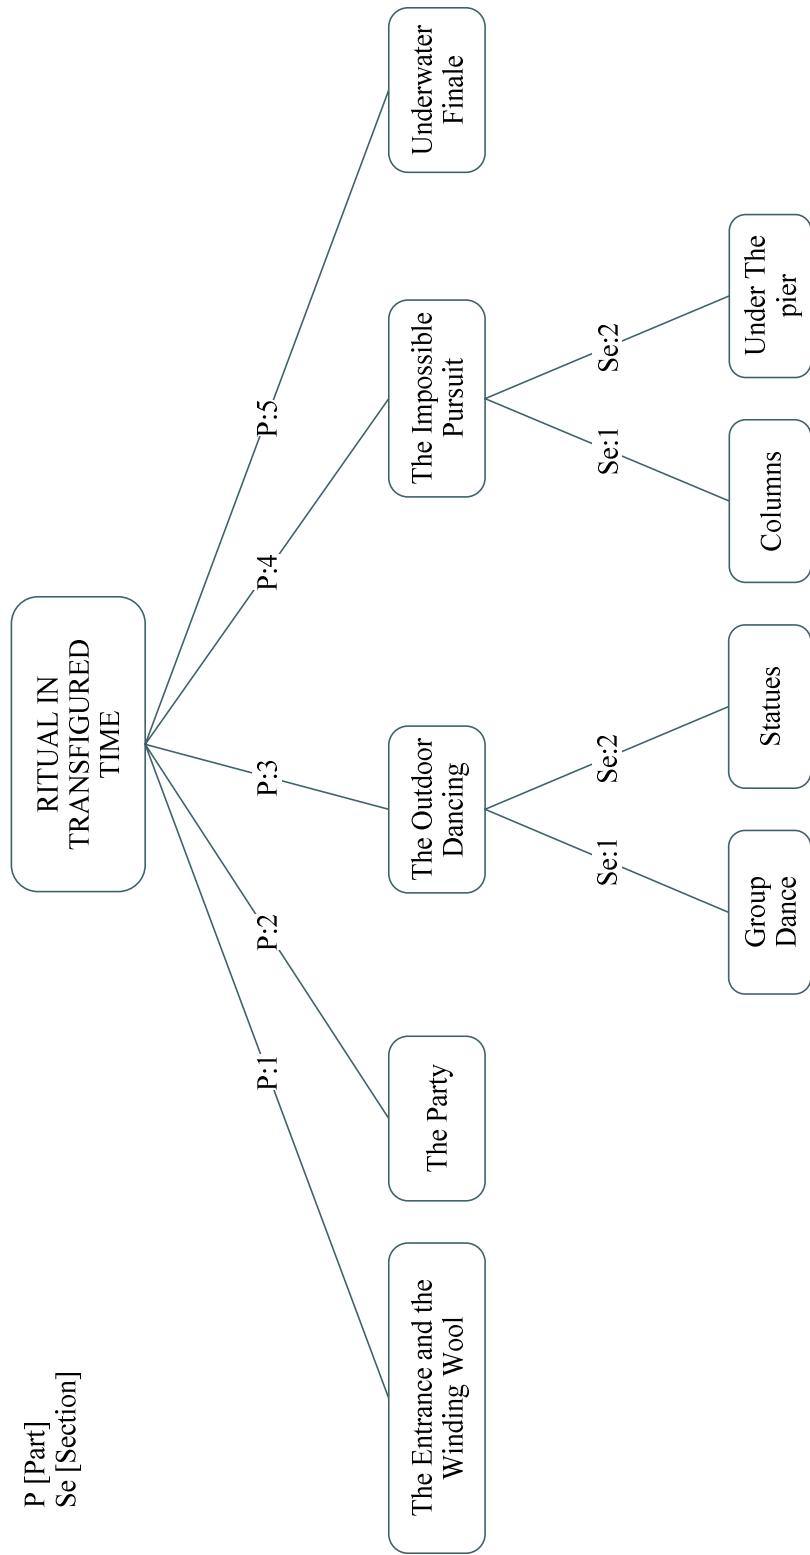 P [Part]
Se [Section]
RITUAL IN
TRANSFIGURED
TIME
P:1
P:2
P:3
P:4
P:5
The Entrance and the
Winding Wool
The Party
The Outdoor
Dancing
The Impossible
Pursuit
Underwater
Finale
Se:1
Se:2
Se:1
Se:2
Group
Dance
Statues
Columns
Under The
pier